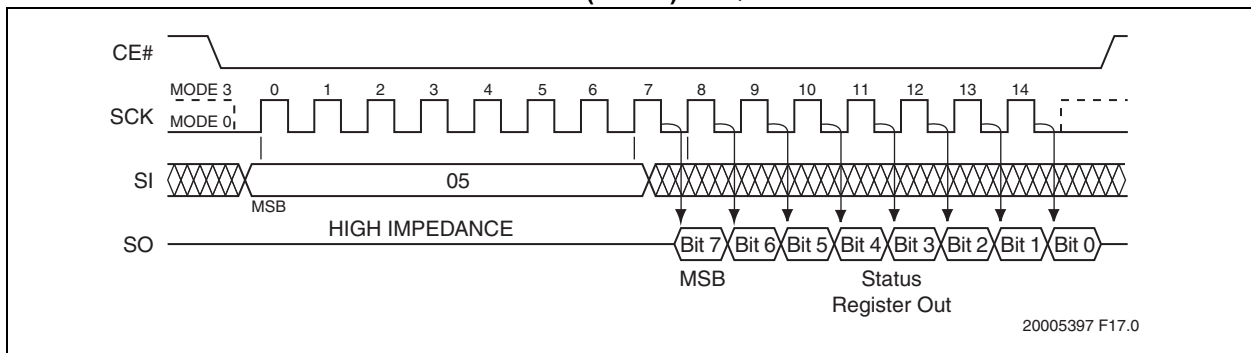 CE#
MODE 3 0 1 2 3 4 5 6 7 8 9 10 11 12 13 14
SCK
MODE 0
SI
05
MSB
HIGH IMPEDANCE
SO
Bit 7 Bit 6 Bit 5 Bit 4 Bit 3 Bit 2 Bit 1 Bit 0
MSB
Status
Register Out
20005397 F17.0